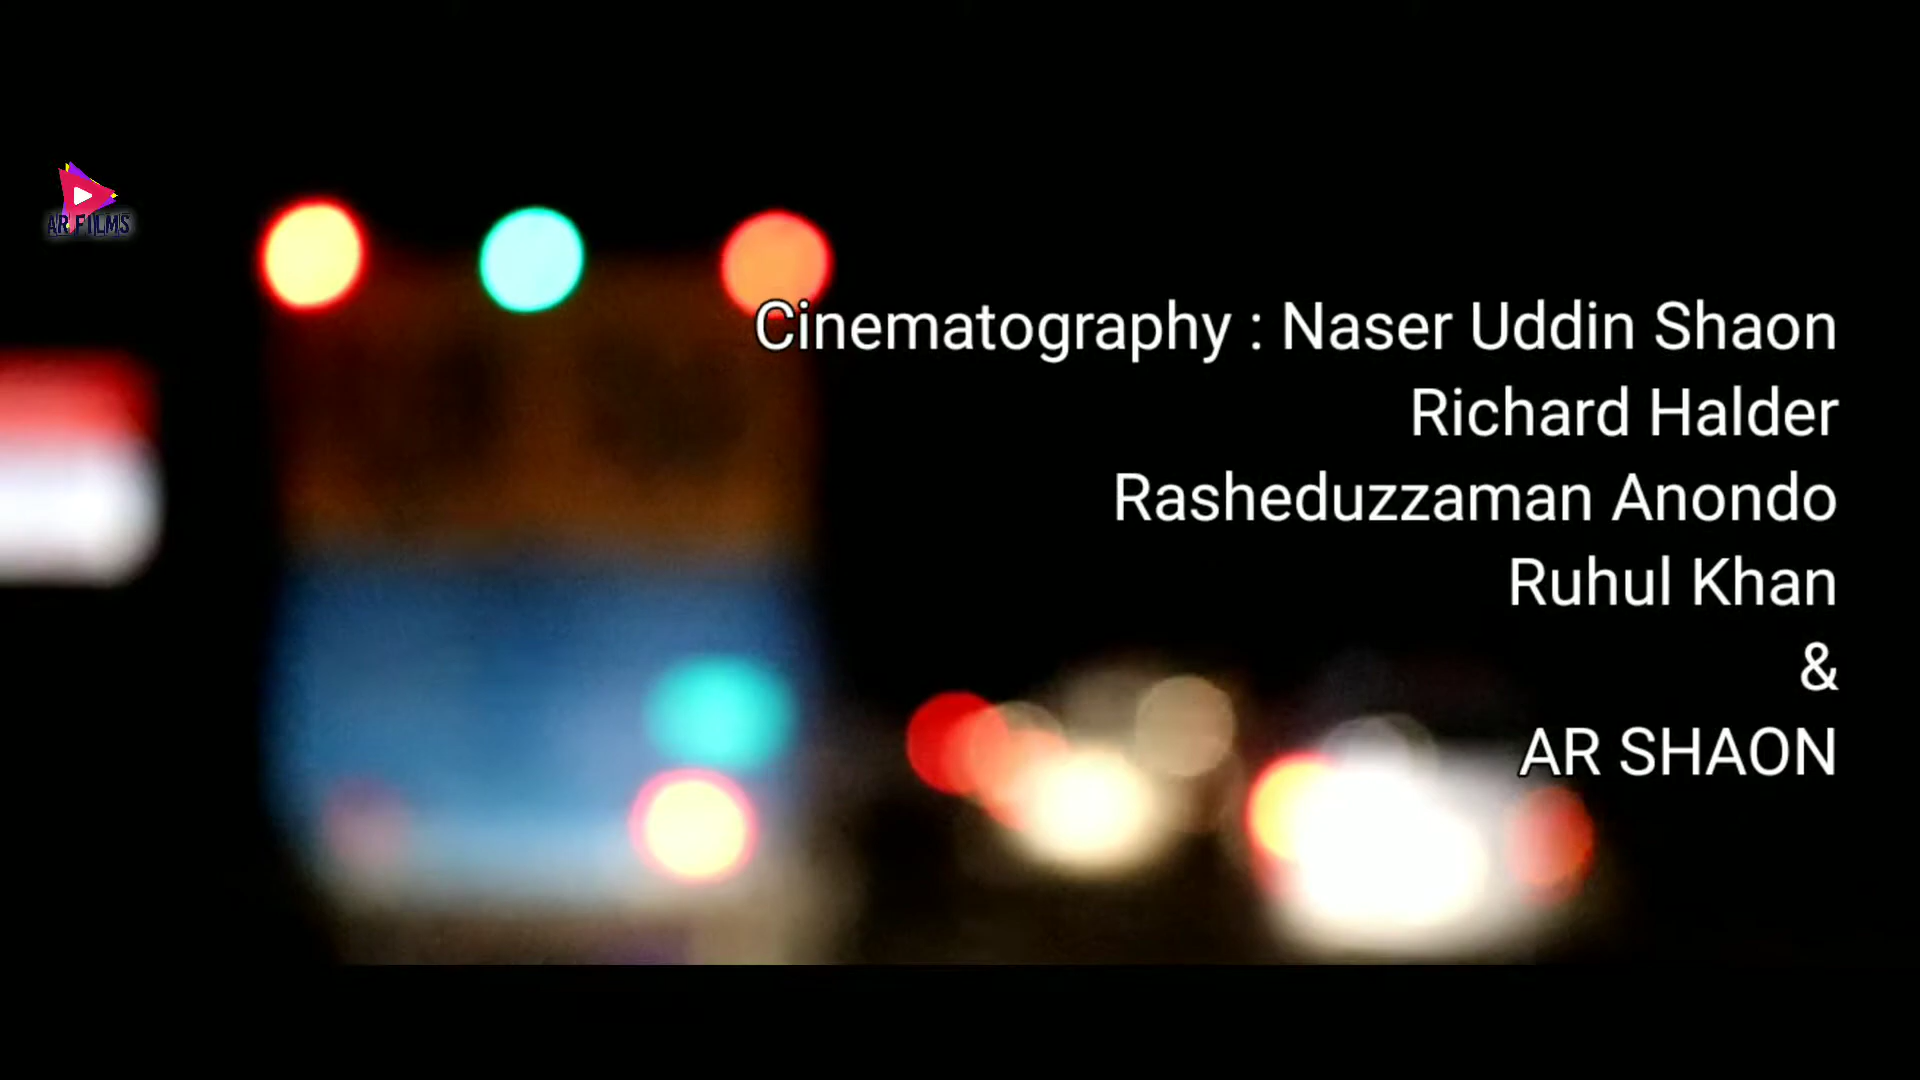 AR FILMS
Cinematography : Naser Uddin Shaon
Richard Halder
Rasheduzzaman Anondo
Ruhul Khan
&
AR SHAON